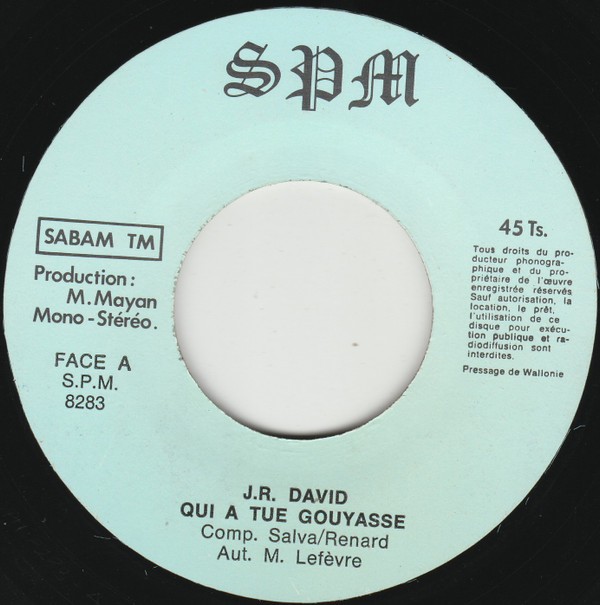 SPM
SABAM TM
Production:
M. Mayan
Mono-Stéréo.
FACE A
S.P.M.
8283
45 Ts.
Tous droits du pro-
ducteur phonogra-
phique et du pro-
priétaire de l'œuvre
enregistrée réservés
Sauf autorisation, la
location, le prêt,
l'utilisation de ce
disque pour exécu-
tion publique et ra-
diodiffusion sont
interdites.
Pressage de Wallonie
J.R. DAVID
QUI A TUE GOUYASSE
Comp. Salva/Renard
Aut. M. Lefèvre